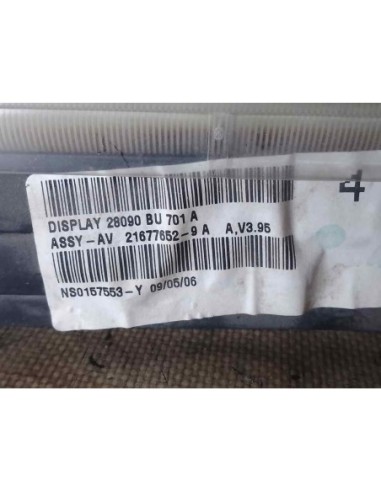 DISPLAY 28090 BU 701 A
ASSY-AV 21677652-9 A A,V3.95
NS0157553-Y 09/05/06
4